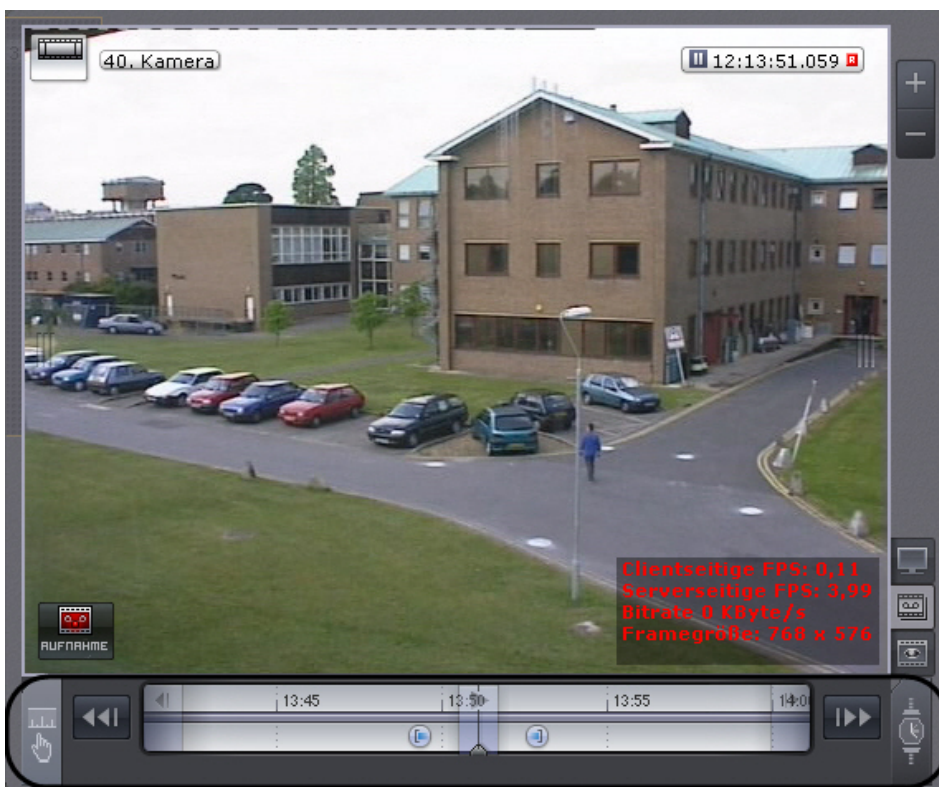 40. Kamera
12:13:51.059 R
Clientseitige FPS: 0,11
Serverseitige FPS: 3,99
Bitrate 0 KByte/s
Framegröße: 768 x 576
AUFNAHME
13:45
13:50
13:55